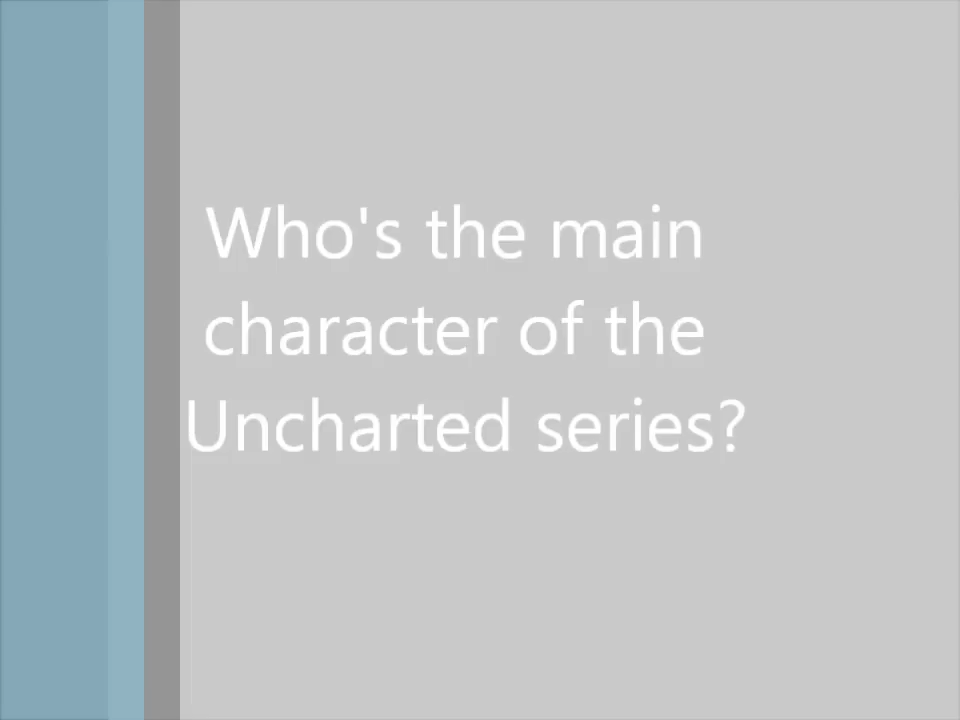 Who's the main
character of the
Uncharted series?